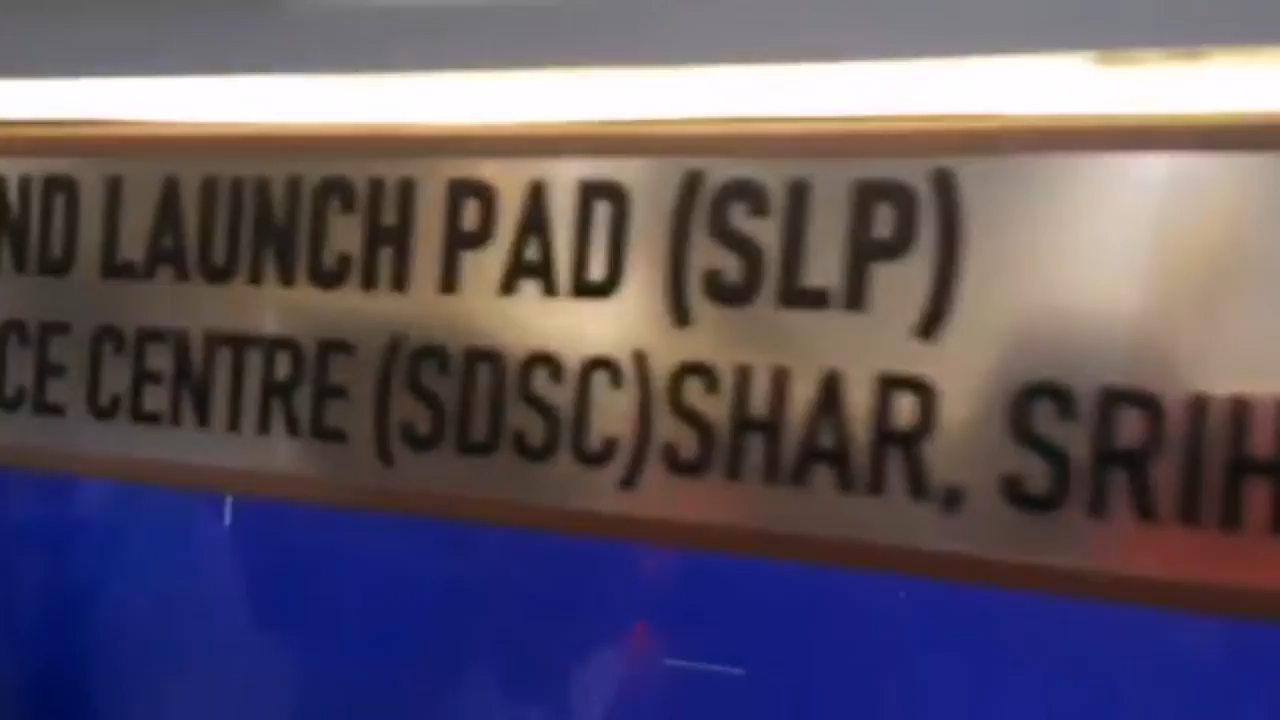 ND LAUNCH PAD (SLP)
CE CENTRE (SDSC)SHAR, SRIH